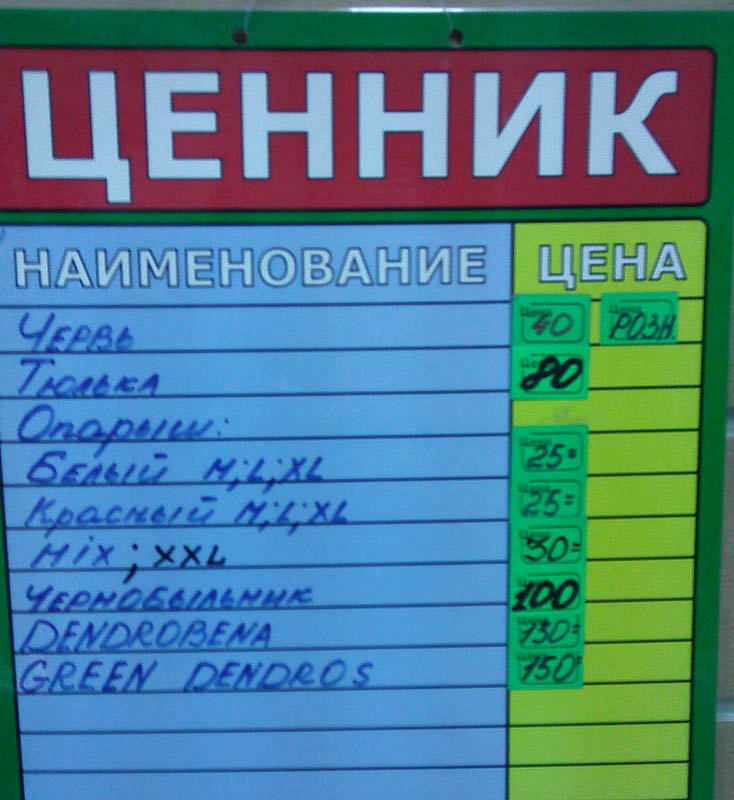 ЦЕННИК
НАИМЕНОВАНИЕ ЦЕНА
Червь 40 РОЗН.
Тюлька 80
Опарыш:
Белый M;L;XL 25=
Красный M;L;XL 25=
Mix; XXL 30=
Чернобыльник 100
DENDROBENA 130=
GREEN DENDROS 150=